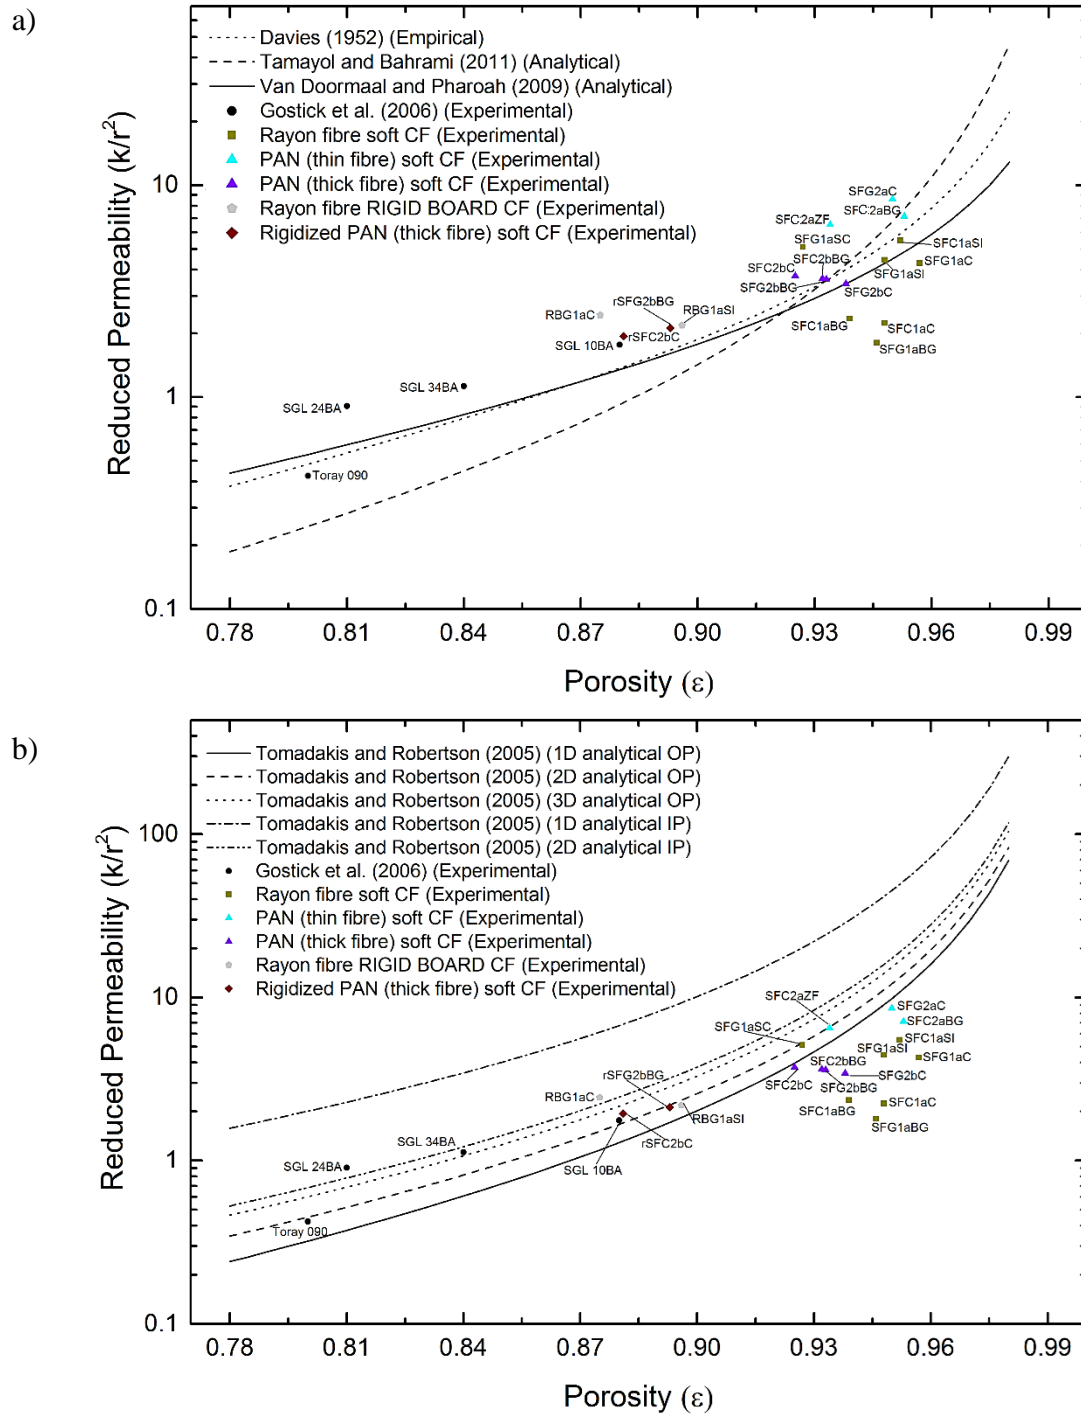 a)
Davies (1952) (Empirical)
Tamayol and Bahrami (2011) (Analytical)
Van Doormaal and Pharoah (2009) (Analytical)
Gostick et al. (2006) (Experimental)
Rayon fibre soft CF (Experimental)
PAN (thin fibre) soft CF (Experimental)
PAN (thick fibre) soft CF (Experimental)
Rayon fibre RIGID BOARD CF (Experimental)
Rigidized PAN (thick fibre) soft CF (Experimental)
Reduced Permeability (k/r²)
10
1
0.1
SFG2aC
SFC2aBG
SFC2aZF
SFG1aSC
SFC1aSI
SFC2bBG
SFC2bC
SFG1aC
SFG1aSI
SFG2bBG
SFG2bC
rSFG2bBG
RBG1aSI
RBG1aC
SFC1aBG
SFC1aC
rSFC2bC
SGL 10BA
SFG1aBG
SGL 34BA
SGL 24BA
Toray 090
0.78 0.81 0.84 0.87 0.90 0.93 0.96 0.99
Porosity (ε)
b)
Tomadakis and Robertson (2005) (1D analytical OP)
Tomadakis and Robertson (2005) (2D analytical OP)
Tomadakis and Robertson (2005) (3D analytical OP)
Tomadakis and Robertson (2005) (1D analytical IP)
Tomadakis and Robertson (2005) (2D analytical IP)
Gostick et al. (2006) (Experimental)
Rayon fibre soft CF (Experimental)
PAN (thin fibre) soft CF (Experimental)
PAN (thick fibre) soft CF (Experimental)
Rayon fibre RIGID BOARD CF (Experimental)
Rigidized PAN (thick fibre) soft CF (Experimental)
Reduced Permeability (k/r²)
100
10
1
0.1
SFC2aZF
SFG2aC
SFC2aBG
SFG1aSC
SFC1aSI
SFG1aSI
SFG1aC
SFC2bBG
SFG2bC
rSFG2bBG
SFC2bC
SFG2bBG
RBG1aC
SFC1aBG
SFC1aC
RBG1aSI
SFG1aBG
SGL 34BA
rSFC2bC
SGL 24BA
SGL 10BA
Toray 090
0.78 0.81 0.84 0.87 0.90 0.93 0.96 0.99
Porosity (ε)